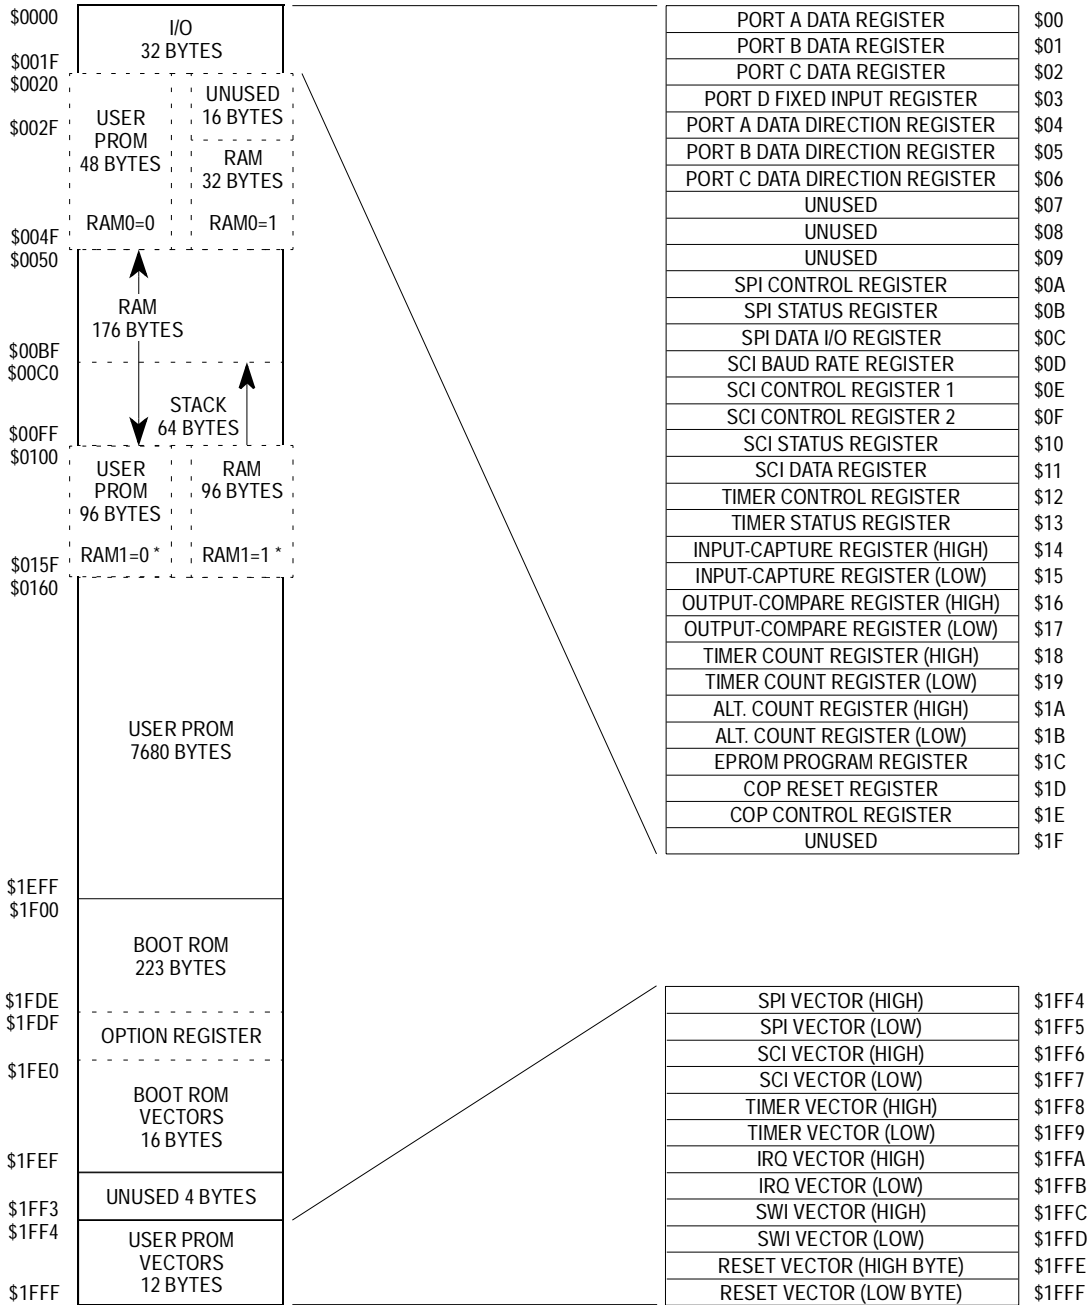 $0000
I/O
32 BYTES
$001F
$0020
USER
PROM
48 BYTES
RAM0=0
UNUSED
16 BYTES
$002F
RAM
32 BYTES
RAM0=1
$004F
$0050
RAM
176 BYTES
$00BF
$00C0
STACK
64 BYTES
$00FF
$0100
USER
PROM
96 BYTES
RAM1=0 *
RAM
96 BYTES
RAM1=1 *
$015F
$0160
USER PROM
7680 BYTES
$1EFF
$1F00
BOOT ROM
223 BYTES
$1FDE
$1FDF
OPTION REGISTER
$1FE0
BOOT ROM
VECTORS
16 BYTES
$1FEF
UNUSED 4 BYTES
$1FF3
$1FF4
USER PROM
VECTORS
12 BYTES
$1FFF
PORT A DATA REGISTER $00
PORT B DATA REGISTER $01
PORT C DATA REGISTER $02
PORT D FIXED INPUT REGISTER $03
PORT A DATA DIRECTION REGISTER $04
PORT B DATA DIRECTION REGISTER $05
PORT C DATA DIRECTION REGISTER $06
UNUSED $07
UNUSED $08
UNUSED $09
SPI CONTROL REGISTER $0A
SPI STATUS REGISTER $0B
SPI DATA I/O REGISTER $0C
SCI BAUD RATE REGISTER $0D
SCI CONTROL REGISTER 1 $0E
SCI CONTROL REGISTER 2 $0F
SCI STATUS REGISTER $10
SCI DATA REGISTER $11
TIMER CONTROL REGISTER $12
TIMER STATUS REGISTER $13
INPUT-CAPTURE REGISTER (HIGH) $14
INPUT-CAPTURE REGISTER (LOW) $15
OUTPUT-COMPARE REGISTER (HIGH) $16
OUTPUT-COMPARE REGISTER (LOW) $17
TIMER COUNT REGISTER (HIGH) $18
TIMER COUNT REGISTER (LOW) $19
ALT. COUNT REGISTER (HIGH) $1A
ALT. COUNT REGISTER (LOW) $1B
EPROM PROGRAM REGISTER $1C
COP RESET REGISTER $1D
COP CONTROL REGISTER $1E
UNUSED $1F
SPI VECTOR (HIGH) $1FF4
SPI VECTOR (LOW) $1FF5
SCI VECTOR (HIGH) $1FF6
SCI VECTOR (LOW) $1FF7
TIMER VECTOR (HIGH) $1FF8
TIMER VECTOR (LOW) $1FF9
IRQ VECTOR (HIGH) $1FFA
IRQ VECTOR (LOW) $1FFB
SWI VECTOR (HIGH) $1FFC
SWI VECTOR (LOW) $1FFD
RESET VECTOR (HIGH BYTE) $1FFE
RESET VECTOR (LOW BYTE) $1FFF